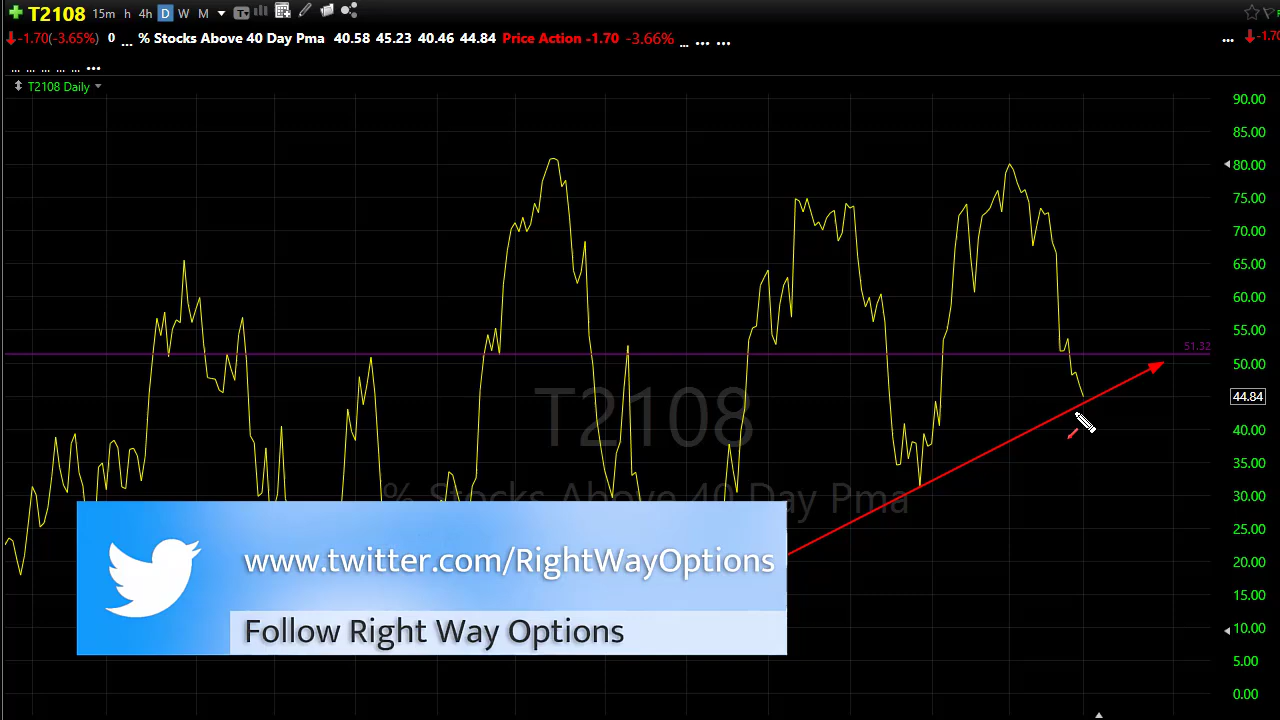 T2108 15m h 4h D W M T
-1.70(-3.65%) 0 ... % Stocks Above 40 Day Pma 40.58 45.23 40.46 44.84 Price Action -1.70 -3.66% ... ... ... ... -1.70
... ... ... ... ... ...
T2108 Daily
90.00
85.00
80.00
75.00
70.00
65.00
60.00
55.00
51.32
50.00
44.84
40.00
35.00
30.00
25.00
20.00
15.00
10.00
5.00
0.00
T2108
% Stocks Above 40 Day Pma
www.twitter.com/RightWayOptions
Follow Right Way Options